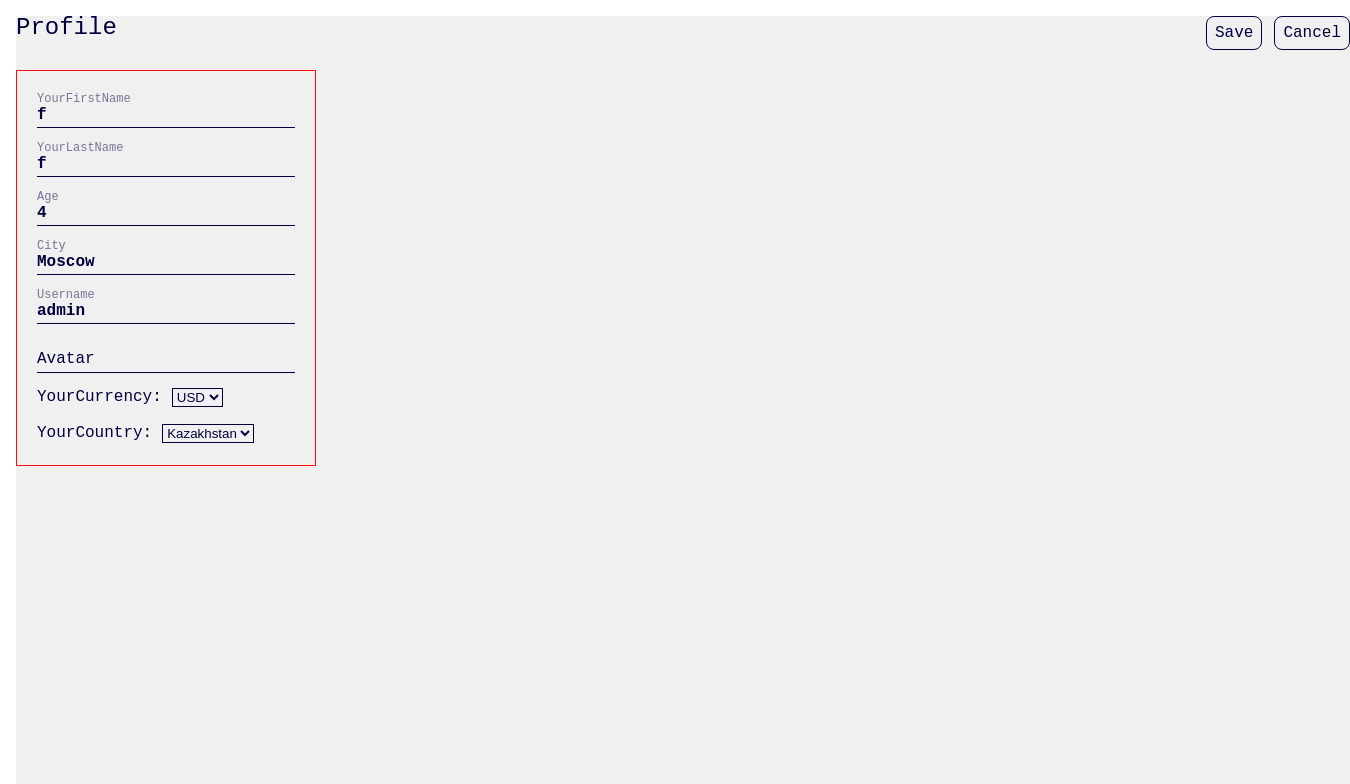 Profile
Save
Cancel
YourFirstName
f
YourLastName
f
Age
4
City
Moscow
Username
admin
Avatar
YourCurrency: USD
YourCountry: Kazakhstan